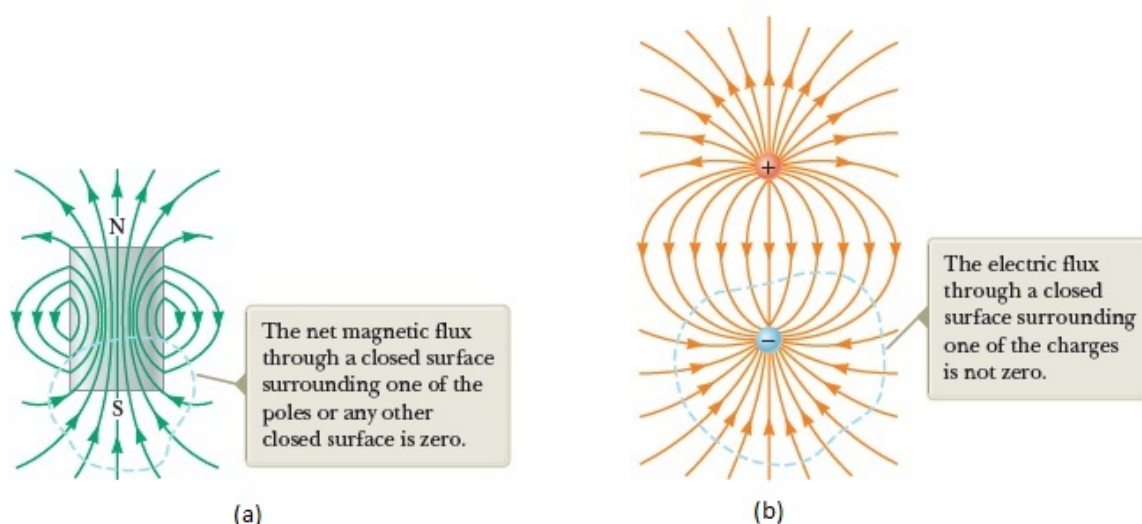 N
S
The net magnetic flux
through a closed surface
surrounding one of the
poles or any other
closed surface is zero.
(a)
+
−
The electric flux
through a closed
surface surrounding
one of the charges
is not zero.
(b)